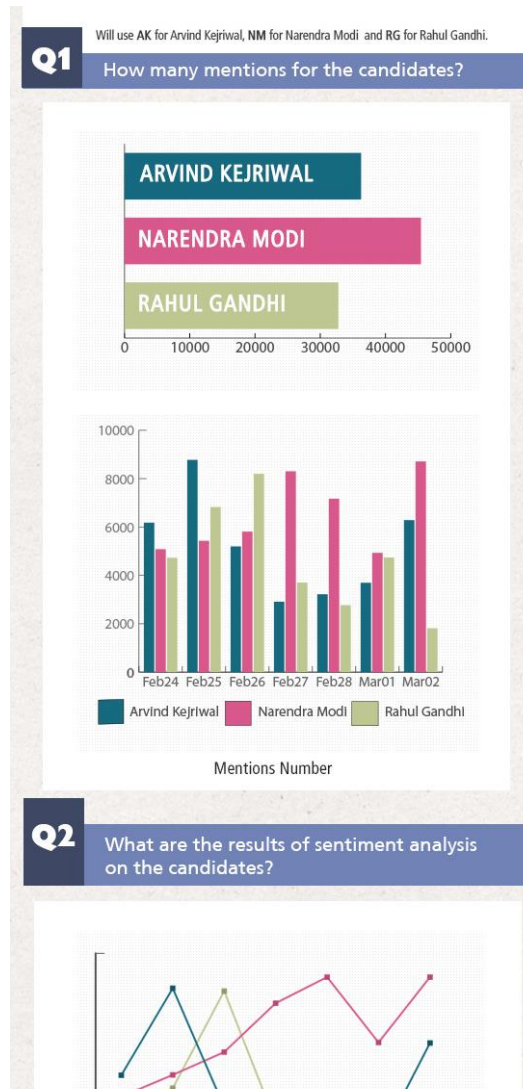 Will use AK for Arvind Kejriwal, NM for Narendra Modi and RG for Rahul Gandhi.
Q1
How many mentions for the candidates?
ARVIND KEJRIWAL
NARENDRA MODI
RAHUL GANDHI
0 10000 20000 30000 40000 50000
10000
8000
6000
4000
2000
0
Feb24 Feb25 Feb26 Feb27 Feb28 Mar01 Mar02
Arvind Kejriwal Narendra Modi Rahul Gandhi
Mentions Number
Q2
What are the results of sentiment analysis
on the candidates?